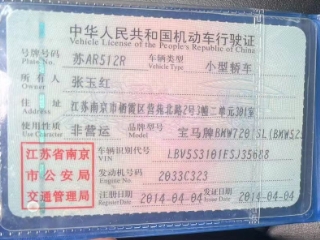 中华人民共和国机动车行驶证
Vehicle License of the People's Republic of China
号牌号码 苏AR512R 车辆类型 小型轿车
Plate No. Vehicle Type
所有人 张玉红
Owner
住址 江苏南京市栖霞区营苑北路2号3幢二单元301室
Address
使用性质 非营运 品牌型号 宝马牌BMW720
Use Character Model
江苏省南京 车辆识别代号 LBV5S3101ESJ35688
VIN
市公安局 发动机号码 2033C323
Engine No.
交通管理局 注册日期 2014-04-04 发证日期 2014-04-04
Register Date Issue Date